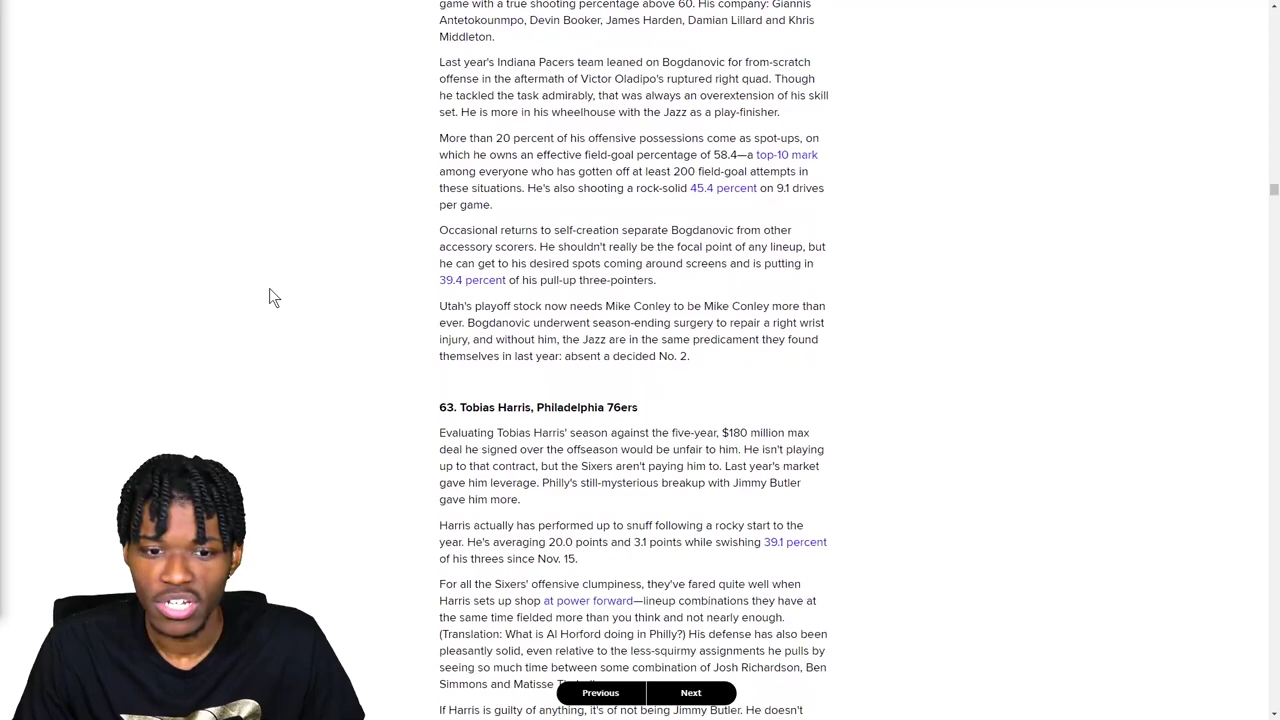 game with a true shooting percentage above 60. His company: Giannis
Antetokounmpo, Devin Booker, James Harden, Damian Lillard and Khris
Middleton.
Last year's Indiana Pacers team leaned on Bogdanovic for from-scratch
offense in the aftermath of Victor Oladipo's ruptured right quad. Though
he tackled the task admirably, that was always an overextension of his skill
set. He is more in his wheelhouse with the Jazz as a play-finisher.
More than 20 percent of his offensive possessions come as spot-ups, on
which he owns an effective field-goal percentage of 58.4—a top-10 mark
among everyone who has gotten off at least 200 field-goal attempts in
these situations. He's also shooting a rock-solid 45.4 percent on 9.1 drives
per game.
Occasional returns to self-creation separate Bogdanovic from other
accessory scorers. He shouldn't really be the focal point of any lineup, but
he can get to his desired spots coming around screens and is putting in
39.4 percent of his pull-up three-pointers.
Utah's playoff stock now needs Mike Conley to be Mike Conley more than
ever. Bogdanovic underwent season-ending surgery to repair a right wrist
injury, and without him, the Jazz are in the same predicament they found
themselves in last year: absent a decided No. 2.
63. Tobias Harris, Philadelphia 76ers
Evaluating Tobias Harris' season against the five-year, $180 million max
deal he signed over the offseason would be unfair to him. He isn't playing
up to that contract, but the Sixers aren't paying him to. Last year's market
gave him leverage. Philly's still-mysterious breakup with Jimmy Butler
gave him more.
Harris actually has performed up to snuff following a rocky start to the
year. He's averaging 20.0 points and 3.1 points while swishing 39.1 percent
of his threes since Nov. 15.
For all the Sixers' offensive clumpiness, they've fared quite well when
Harris sets up shop at power forward—lineup combinations they have at
the same time fielded more than you think and not nearly enough.
(Translation: What is Al Horford doing in Philly?) His defense has also been
pleasantly solid, even relative to the less-squirmy assignments he pulls by
seeing so much time between some combination of Josh Richardson, Ben
Simmons and Matisse
Previous Next
If Harris is guilty of anything, it's of not being Jimmy Butler. He doesn't